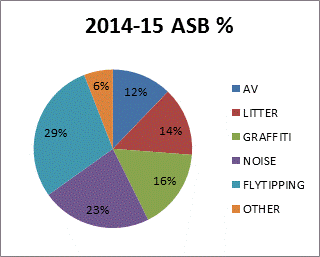 2014-15 ASB %
6%
12%
14%
16%
23%
29%
AV
LITTER
GRAFFITI
NOISE
FLYTIPPING
OTHER